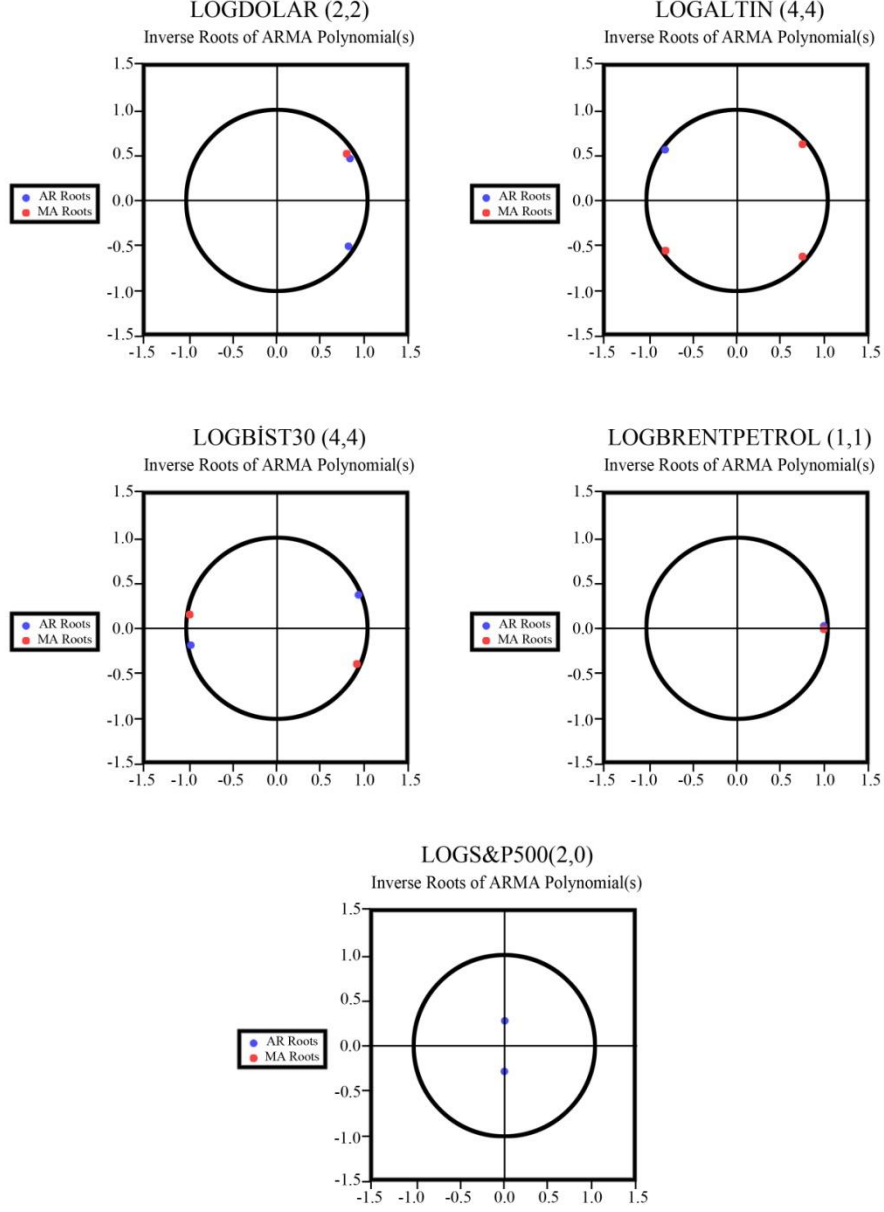 LOGDOLAR (2,2)
Inverse Roots of ARMA Polynomial(s)
1.5
1.0
0.5
0.0
-0.5
-1.0
-1.5
-1.5 -1.0 -0.5 0.0 0.5 1.0 1.5
AR Roots
MA Roots
LOGALTIN (4,4)
Inverse Roots of ARMA Polynomial(s)
1.5
1.0
0.5
0.0
-0.5
-1.0
-1.5
-1.5 -1.0 -0.5 0.0 0.5 1.0 1.5
AR Roots
MA Roots
LOGBİST30 (4,4)
Inverse Roots of ARMA Polynomial(s)
1.5
1.0
0.5
0.0
-0.5
-1.0
-1.5
-1.5 -1.0 -0.5 0.0 0.5 1.0 1.5
AR Roots
MA Roots
LOGBRENTPETROL (1,1)
Inverse Roots of ARMA Polynomial(s)
1.5
1.0
0.5
0.0
-0.5
-1.0
-1.5
-1.5 -1.0 -0.5 0.0 0.5 1.0 1.5
AR Roots
MA Roots
LOGS&P500(2,0)
Inverse Roots of ARMA Polynomial(s)
1.5
1.0
0.5
0.0
-0.5
-1.0
-1.5
-1.5 -1.0 -0.5 0.0 0.5 1.0 1.5
AR Roots
MA Roots